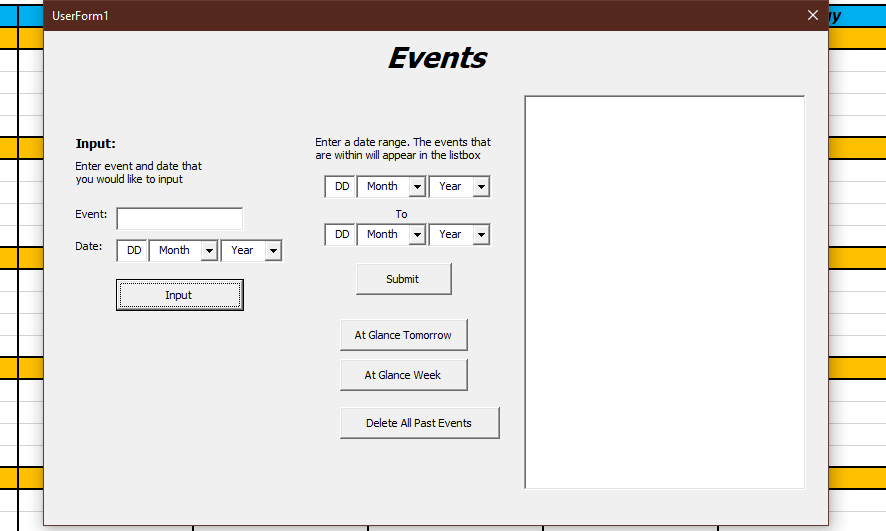 UserForm1
Events
Input:
Enter event and date that
you would like to input
Event:
Date:
DD Month Year
Input
Enter a date range. The events that
are within will appear in the listbox
DD Month Year
To
DD Month Year
Submit
At Glance Tomorrow
At Glance Week
Delete All Past Events